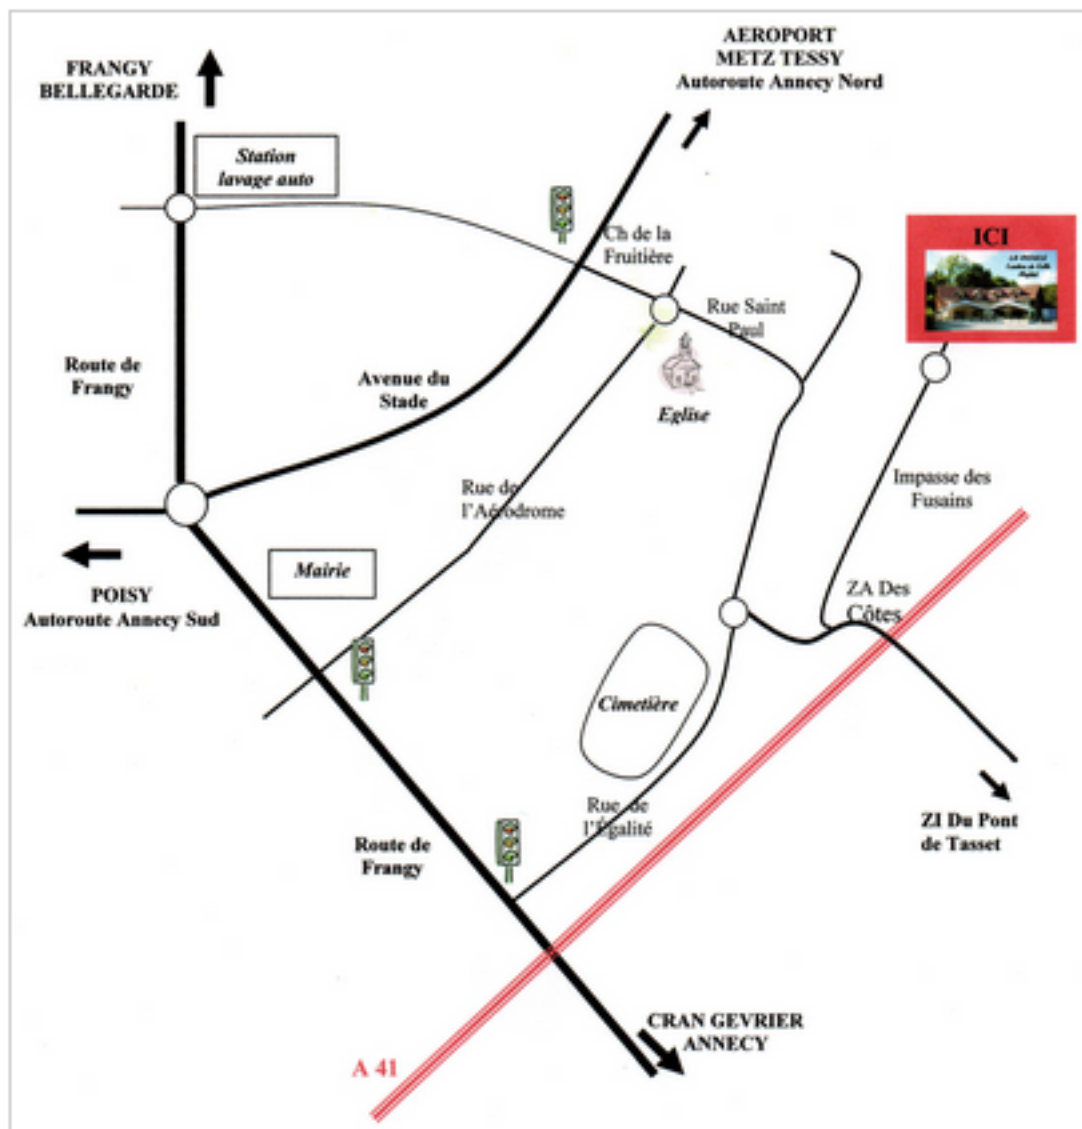 AEROPORT
METZ TESSY
Autoroute Annecy Nord
FRANGY
BELLEGARDE
Station
lavage auto
Ch de la
Fruitière
ICI
Rue Saint
Paul
Route de
Frangy
Avenue du
Stade
Eglise
Rue de
l'Aérodrome
Impasse des
Fusains
Mairie
POISY
Autoroute Annecy Sud
ZA Des
Côtes
Cimetière
Rue de
l'Égalité
ZI Du Pont
de Tasset
Route de
Frangy
CRAN GEVRIER
ANNECY
A 41